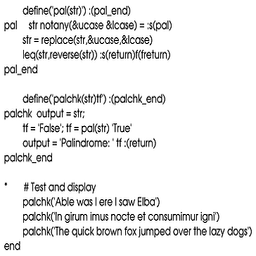 define('pal(str)') :(pal_end)
pal str notany(&ucase &lcase) = :s(pal)
str = replace(str,&ucase,&lcase)
leq(str,reverse(str)) :s(return)f(freturn)
pal_end
define('palchk(str)tf') :(palchk_end)
palchk output = str;
tf = 'False'; tf = pal(str) 'True'
output = 'Palindrome: ' tf :(return)
palchk_end
* # Test and display
palchk('Able was I ere I saw Elba')
palchk('In girum imus nocte et consumimur igni')
palchk('The quick brown fox jumped over the lazy dogs')
end